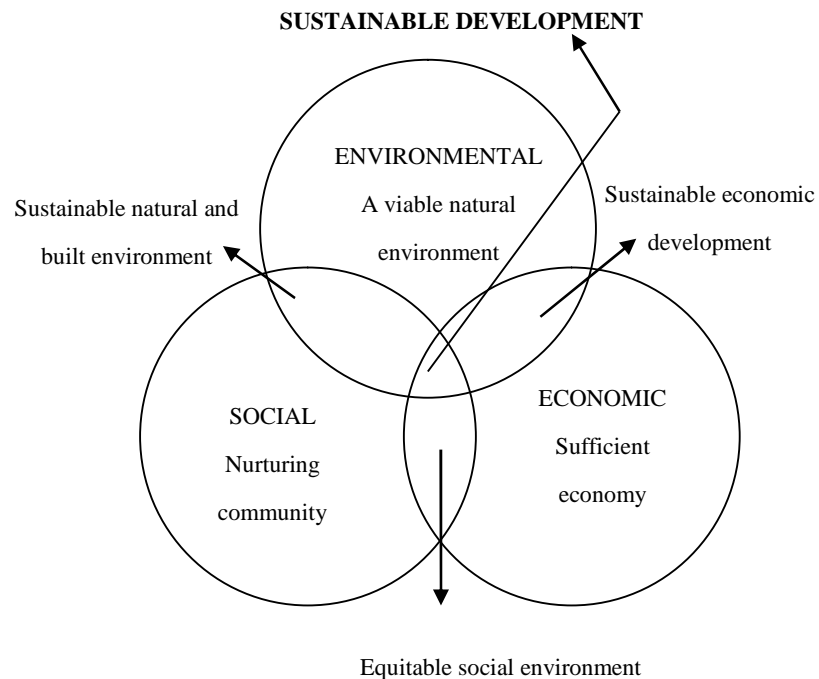 SUSTAINABLE DEVELOPMENT
ENVIRONMENTAL
A viable natural
environment
Sustainable natural and
built environment
Sustainable economic
development
SOCIAL
Nurturing
community
ECONOMIC
Sufficient
economy
Equitable social environment